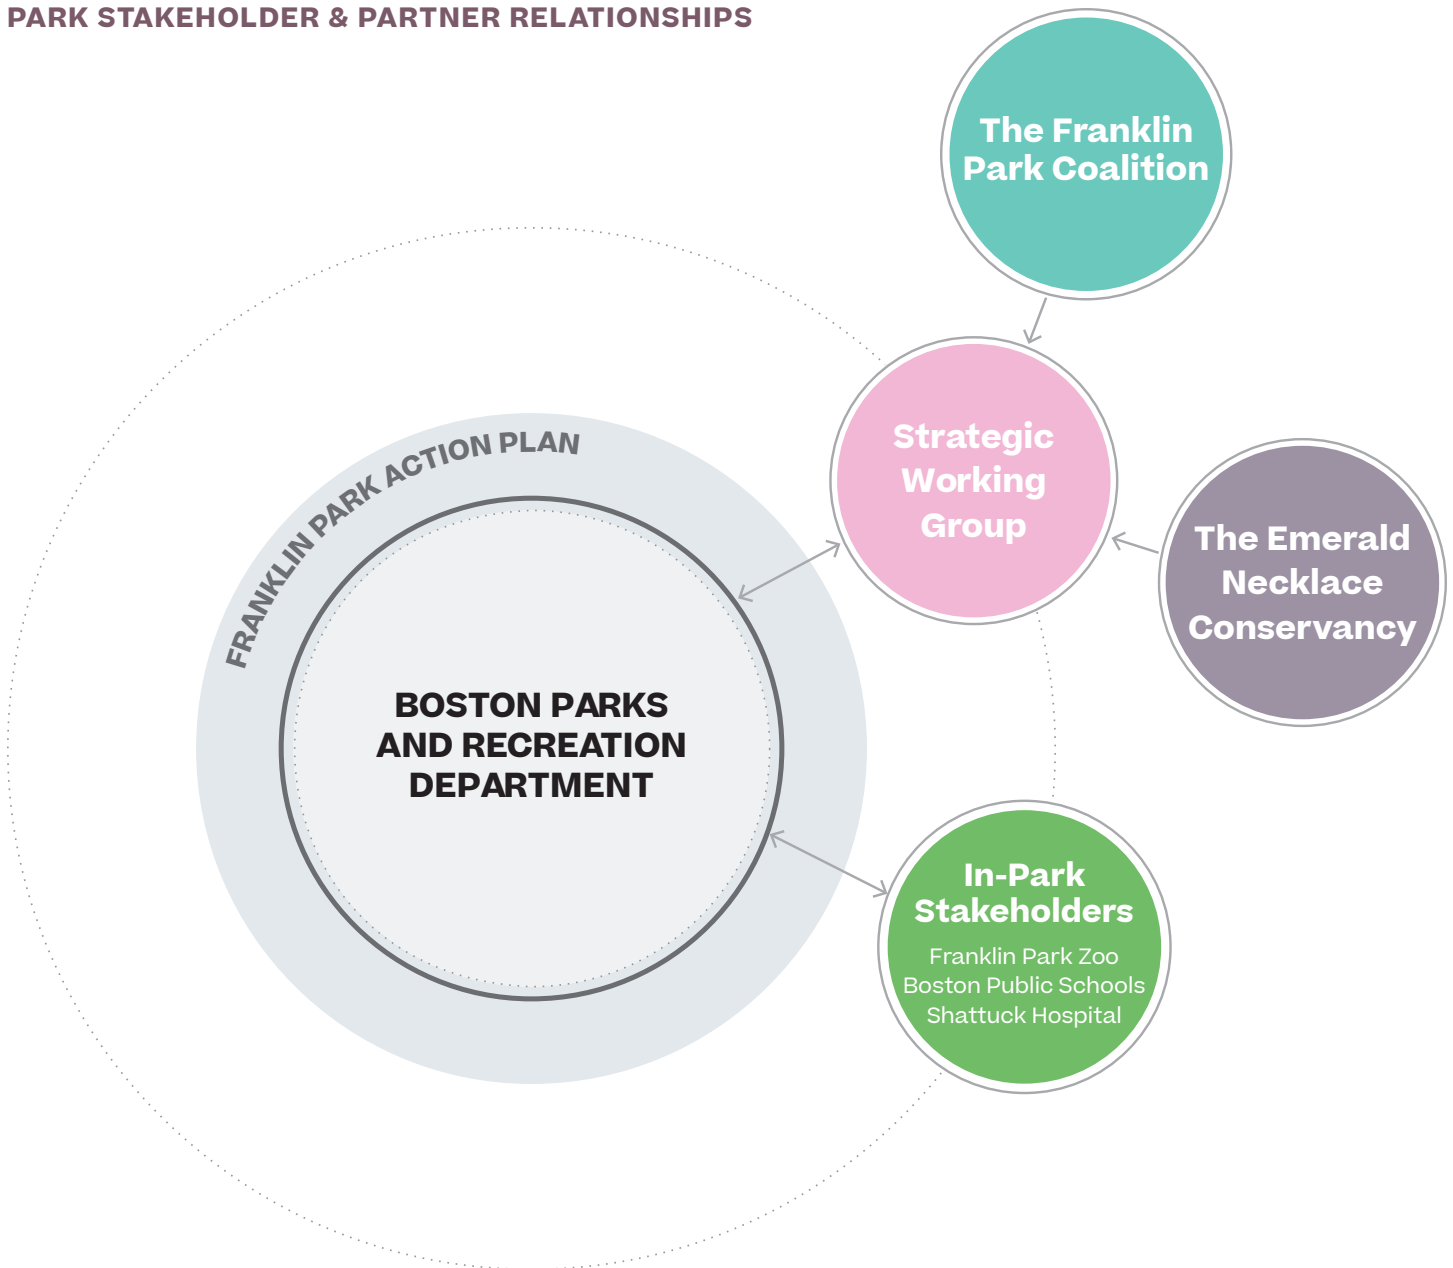 PARK STAKEHOLDER & PARTNER RELATIONSHIPS
The Franklin
Park Coalition
Strategic
Working
Group
The Emerald
Necklace
Conservancy
FRANKLIN PARK ACTION PLAN
BOSTON PARKS
AND RECREATION
DEPARTMENT
In-Park
Stakeholders
Franklin Park Zoo
Boston Public Schools
Shattuck Hospital